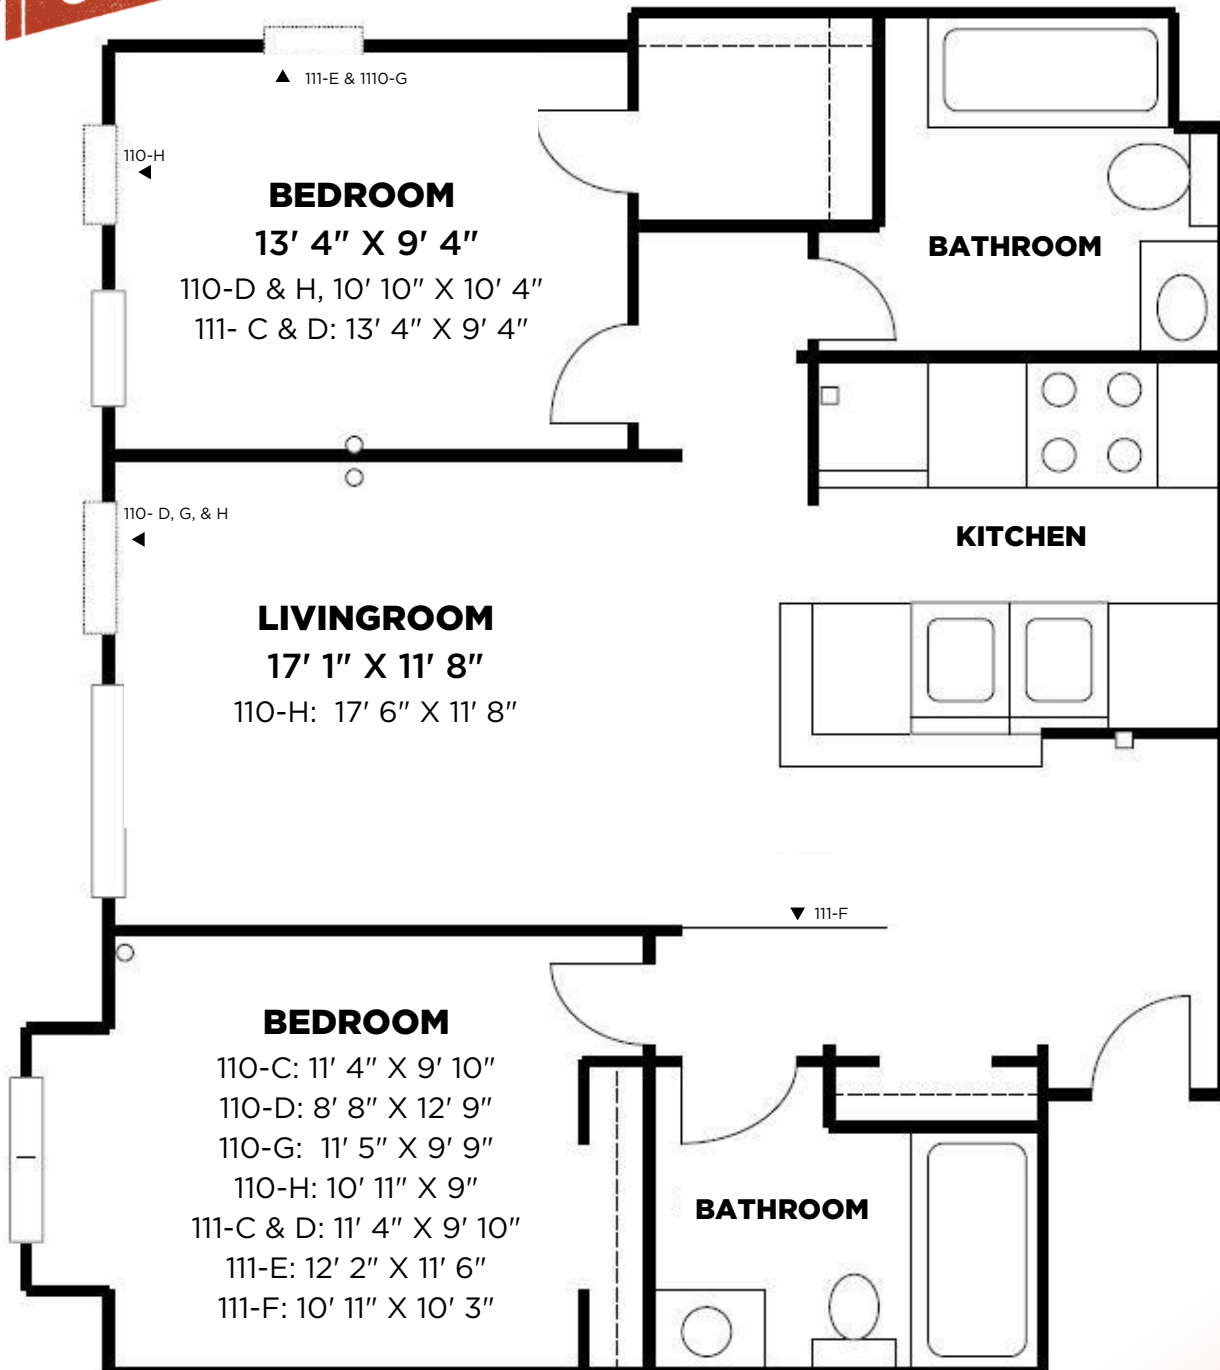 111-E & 1110-G
110-H
BEDROOM
13' 4" X 9' 4"
110-D & H, 10' 10" X 10' 4"
111- C & D: 13' 4" X 9' 4"
BATHROOM
110- D, G, & H
KITCHEN
LIVINGROOM
17' 1" X 11' 8"
110-H: 17' 6" X 11' 8"
111-F
BEDROOM
110-C: 11' 4" X 9' 10"
110-D: 8' 8" X 12' 9"
110-G: 11' 5" X 9' 9"
110-H: 10' 11" X 9"
111-C & D: 11' 4" X 9' 10"
111-E: 12' 2" X 11' 6"
111-F: 10' 11" X 10' 3"
BATHROOM